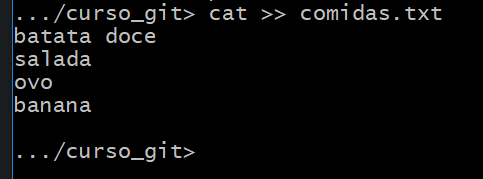 .../curso_git> cat >> comidas.txt
batata doce
salada
ovo
banana
.../curso_git>